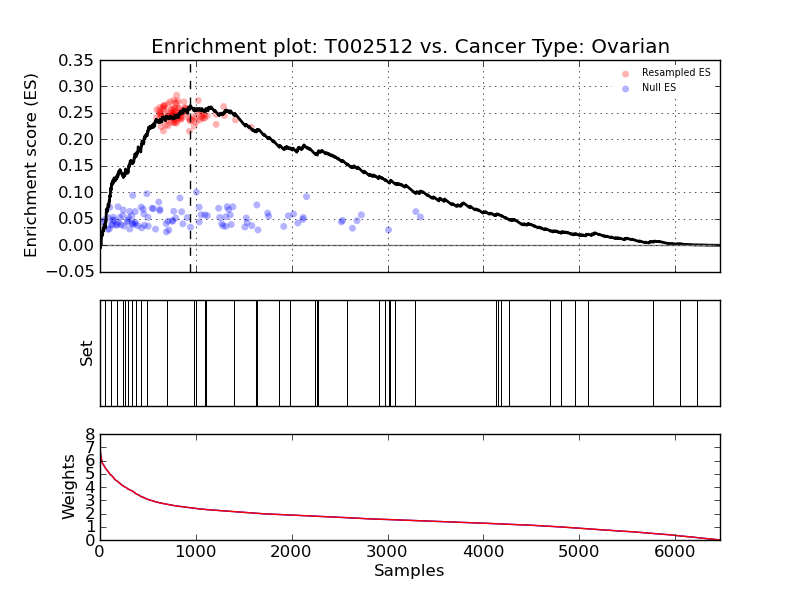 Enrichment plot: T002512 vs. Cancer Type: Ovarian
Enrichment score (ES)
0.35
0.30
0.25
0.20
0.15
0.10
0.05
0.00
−0.05
Resampled ES
Null ES
Set
Weights
8
7
6
5
4
3
2
1
0
0 1000 2000 3000 4000 5000 6000
Samples